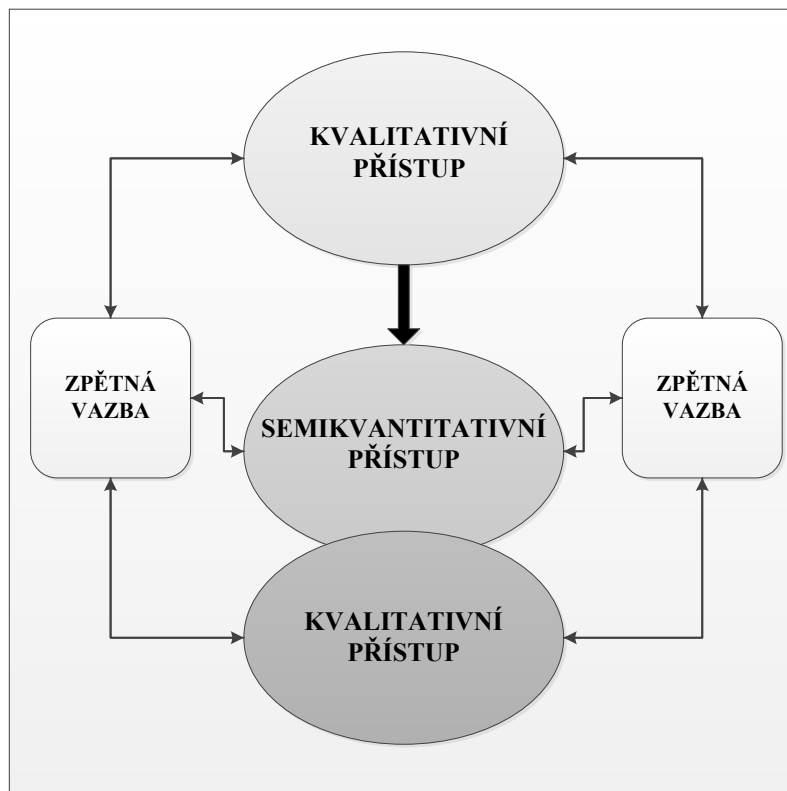 KVALITATIVNÍ
PŘÍSTUP
ZPĚTNÁ
VAZBA
SEMIKVANTITATIVNÍ
PŘÍSTUP
ZPĚTNÁ
VAZBA
KVALITATIVNÍ
PŘÍSTUP